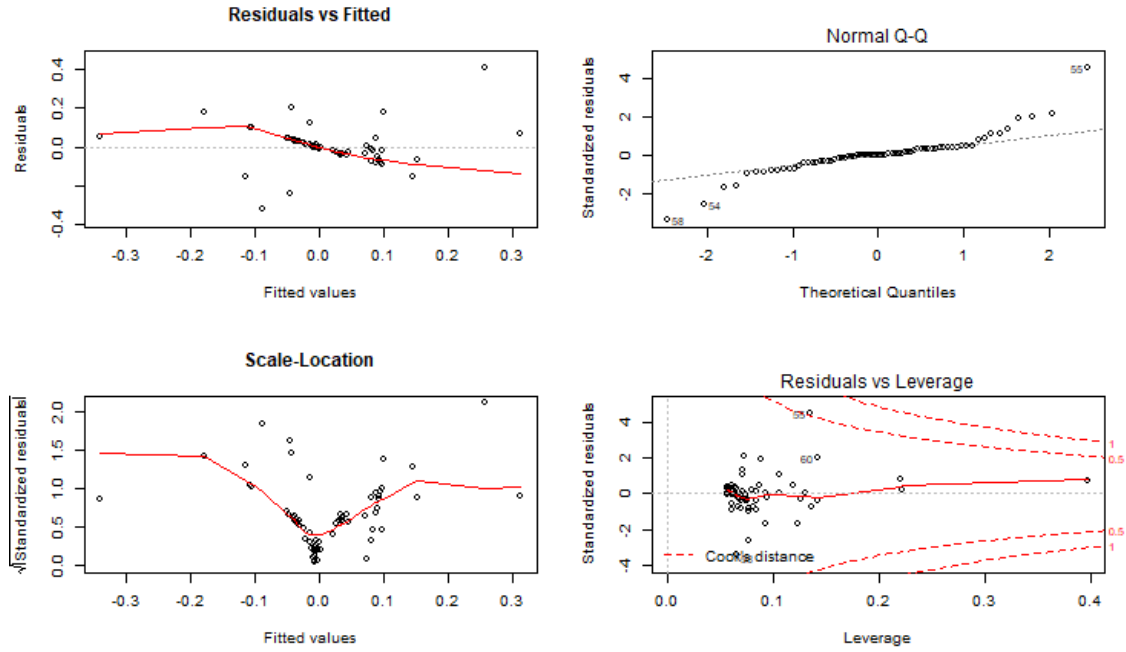 Residuals vs Fitted
Residuals
0.4
0.2
0.0
-0.4
-0.3 -0.2 -0.1 0.0 0.1 0.2 0.3
Fitted values
Normal Q-Q
Standardized residuals
4
2
0
-2
55
54
58
-2 -1 0 1 2
Theoretical Quantiles
Scale-Location
√|Standardized residuals|
2.0
1.5
1.0
0.5
0.0
-0.3 -0.2 -0.1 0.0 0.1 0.2 0.3
Fitted values
Residuals vs Leverage
Standardized residuals
4
2
0
-2
-4
55
60
1
0.5
0.5
1
Cook's distance
0.0 0.1 0.2 0.3 0.4
Leverage